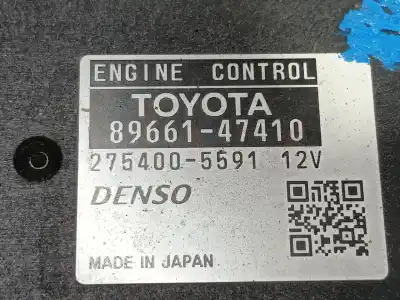 ENGINE CONTROL
TOYOTA
89661-47410
275400-5591 12V
DENSO
MADE IN JAPAN